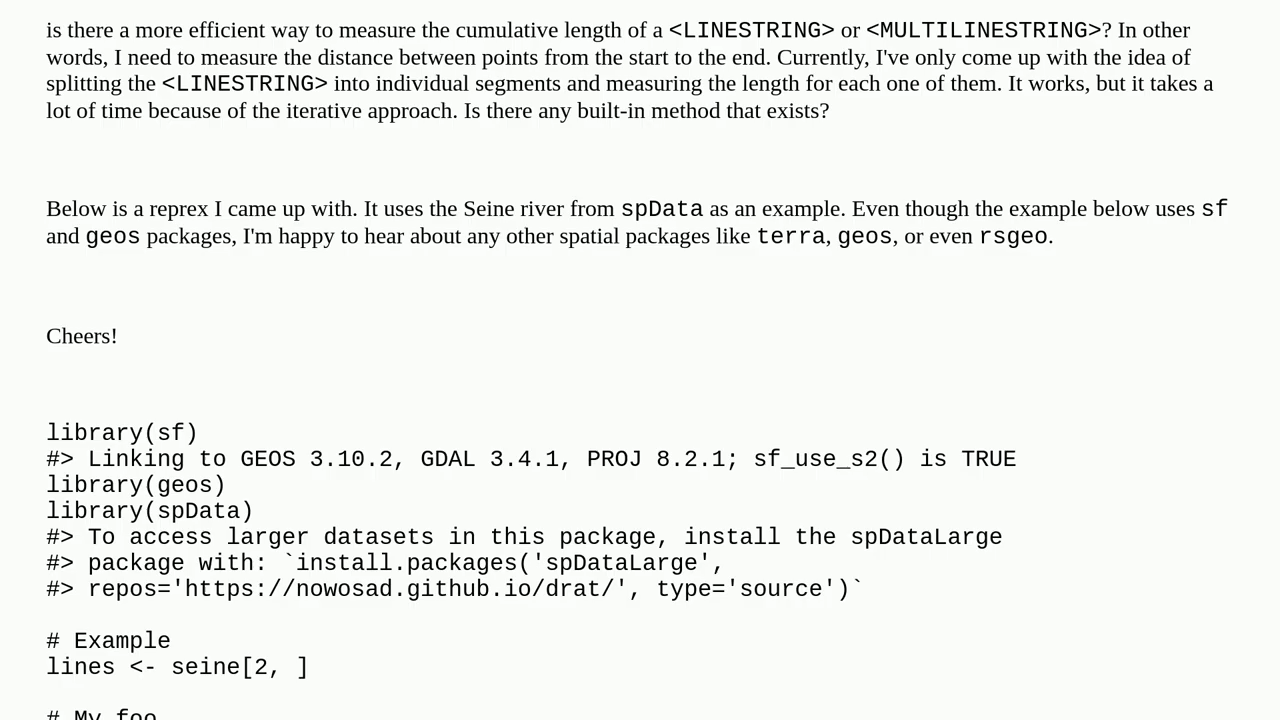 is there a more efficient way to measure the cumulative length of a <LINESTRING> or <MULTILINESTRING>? In other
words, I need to measure the distance between points from the start to the end. Currently, I've only come up with the idea of
splitting the <LINESTRING> into individual segments and measuring the length for each one of them. It works, but it takes a
lot of time because of the iterative approach. Is there any built-in method that exists?
Below is a reprex I came up with. It uses the Seine river from spData as an example. Even though the example below uses sf
and geos packages, I'm happy to hear about any other spatial packages like terra, geos, or even rsgeo.
Cheers!
library(sf)
#> Linking to GEOS 3.10.2, GDAL 3.4.1, PROJ 8.2.1; sf_use_s2() is TRUE
library(geos)
library(spData)
#> To access larger datasets in this package, install the spDataLarge
#> package with: `install.packages('spDataLarge',
#> repos='https://nowosad.github.io/drat/', type='source')`
# Example
lines <- seine[2, ]
# My foo